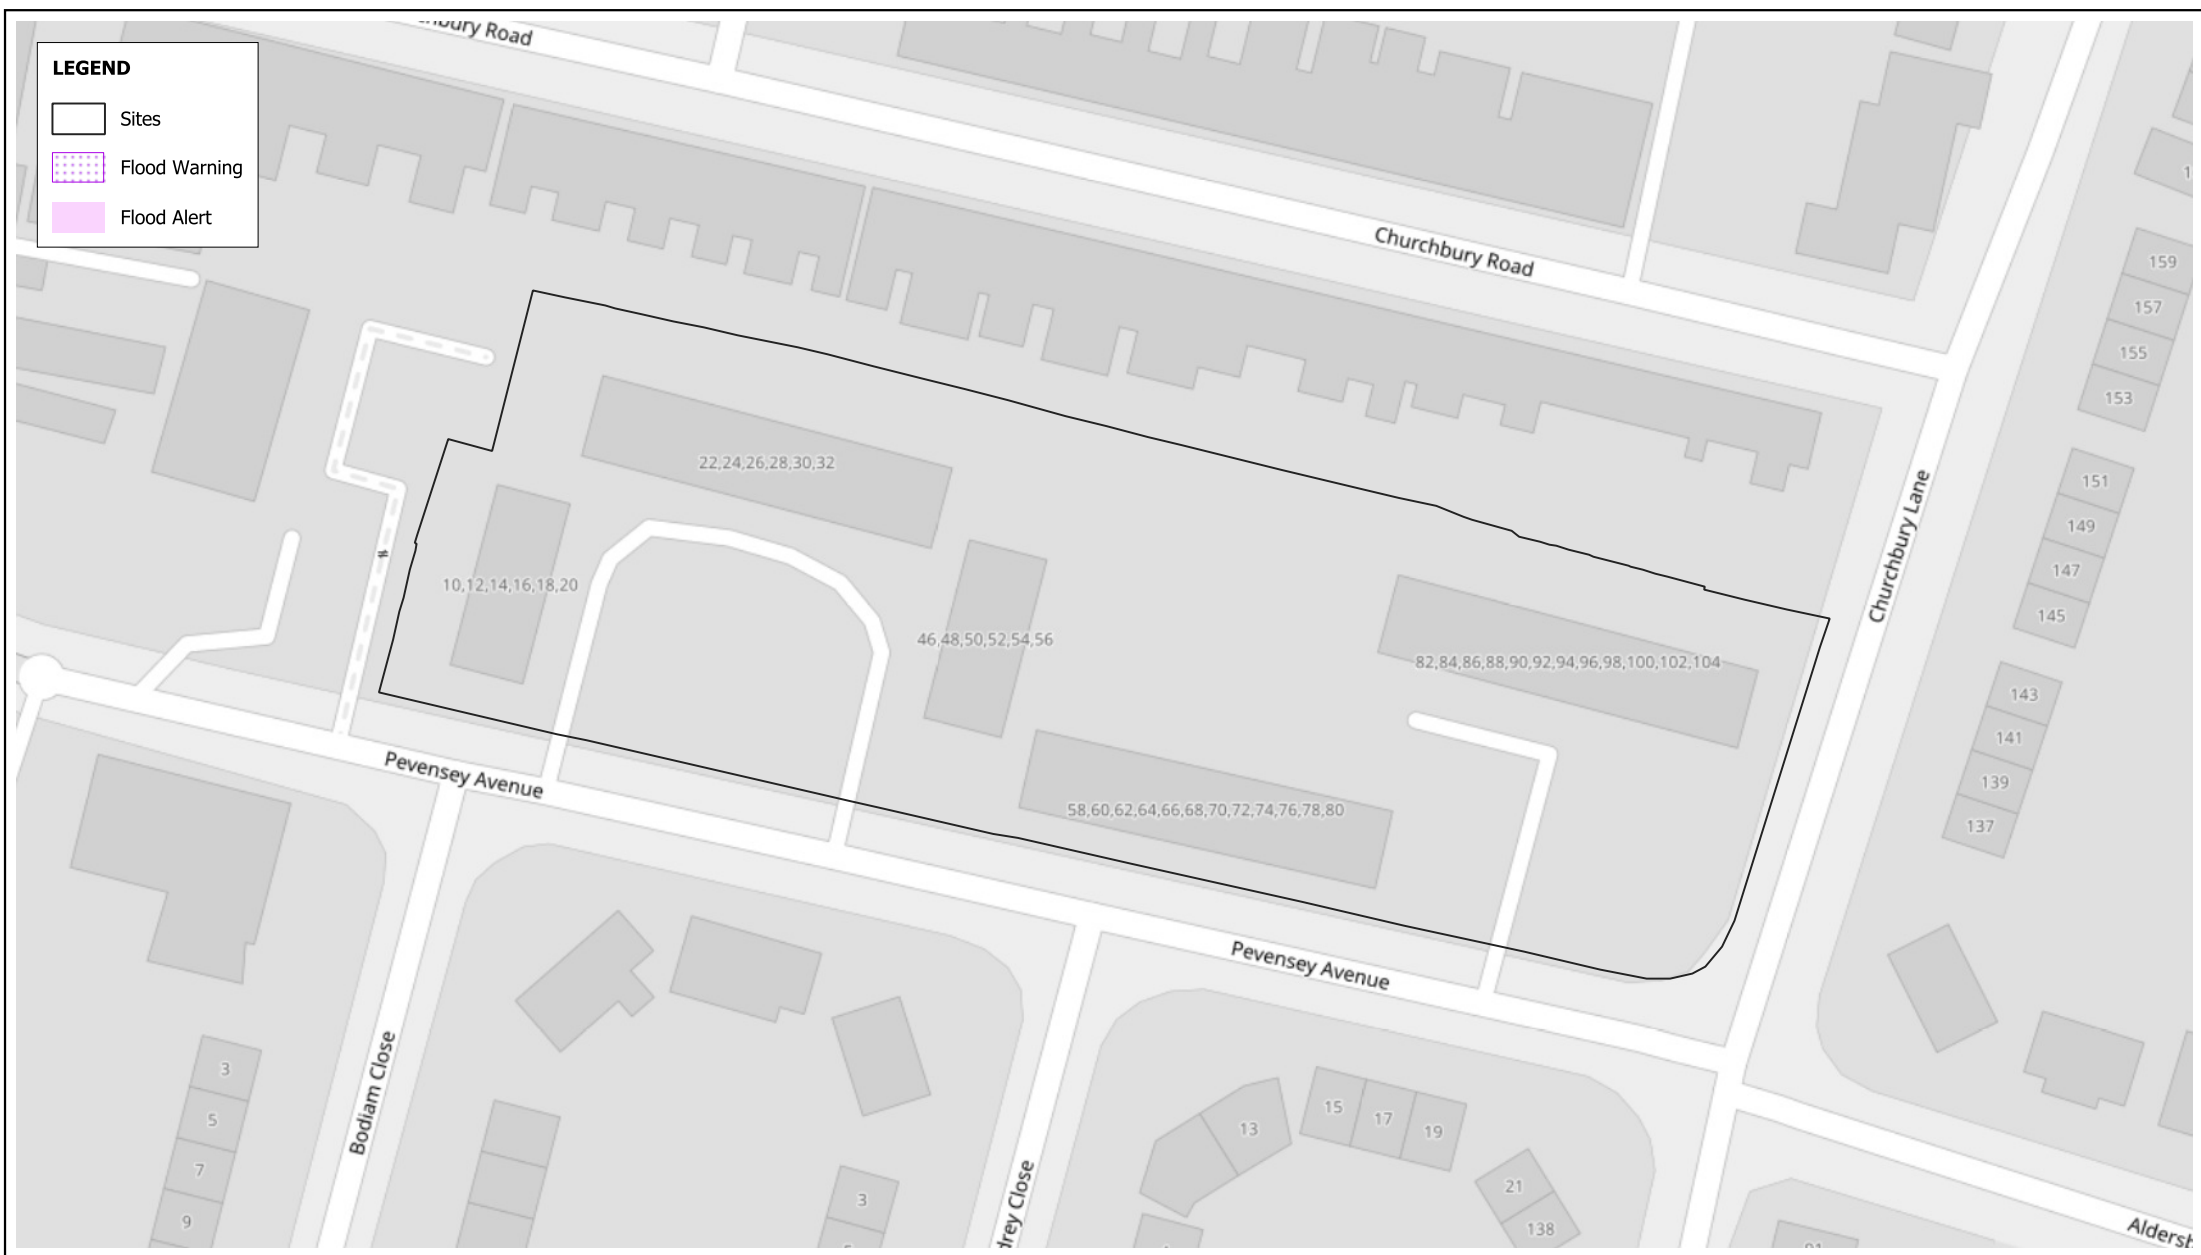 LEGEND
Sites
Flood Warning
Flood Alert
Road
Churchbury Road
Churchbury Lane
22,24,26,28,30,32
10,12,14,16,18,20
46,48,50,52,54,56
82,84,86,88,90,92,94,96,98,100,102,104
58,60,62,64,66,68,70,72,74,76,78,80
Pevensey Avenue
Pevensey Avenue
Bodiam Close
Close
159
157
155
153
151
149
147
145
143
141
139
137
3
5
7
9
3
13
15
17
19
21
138